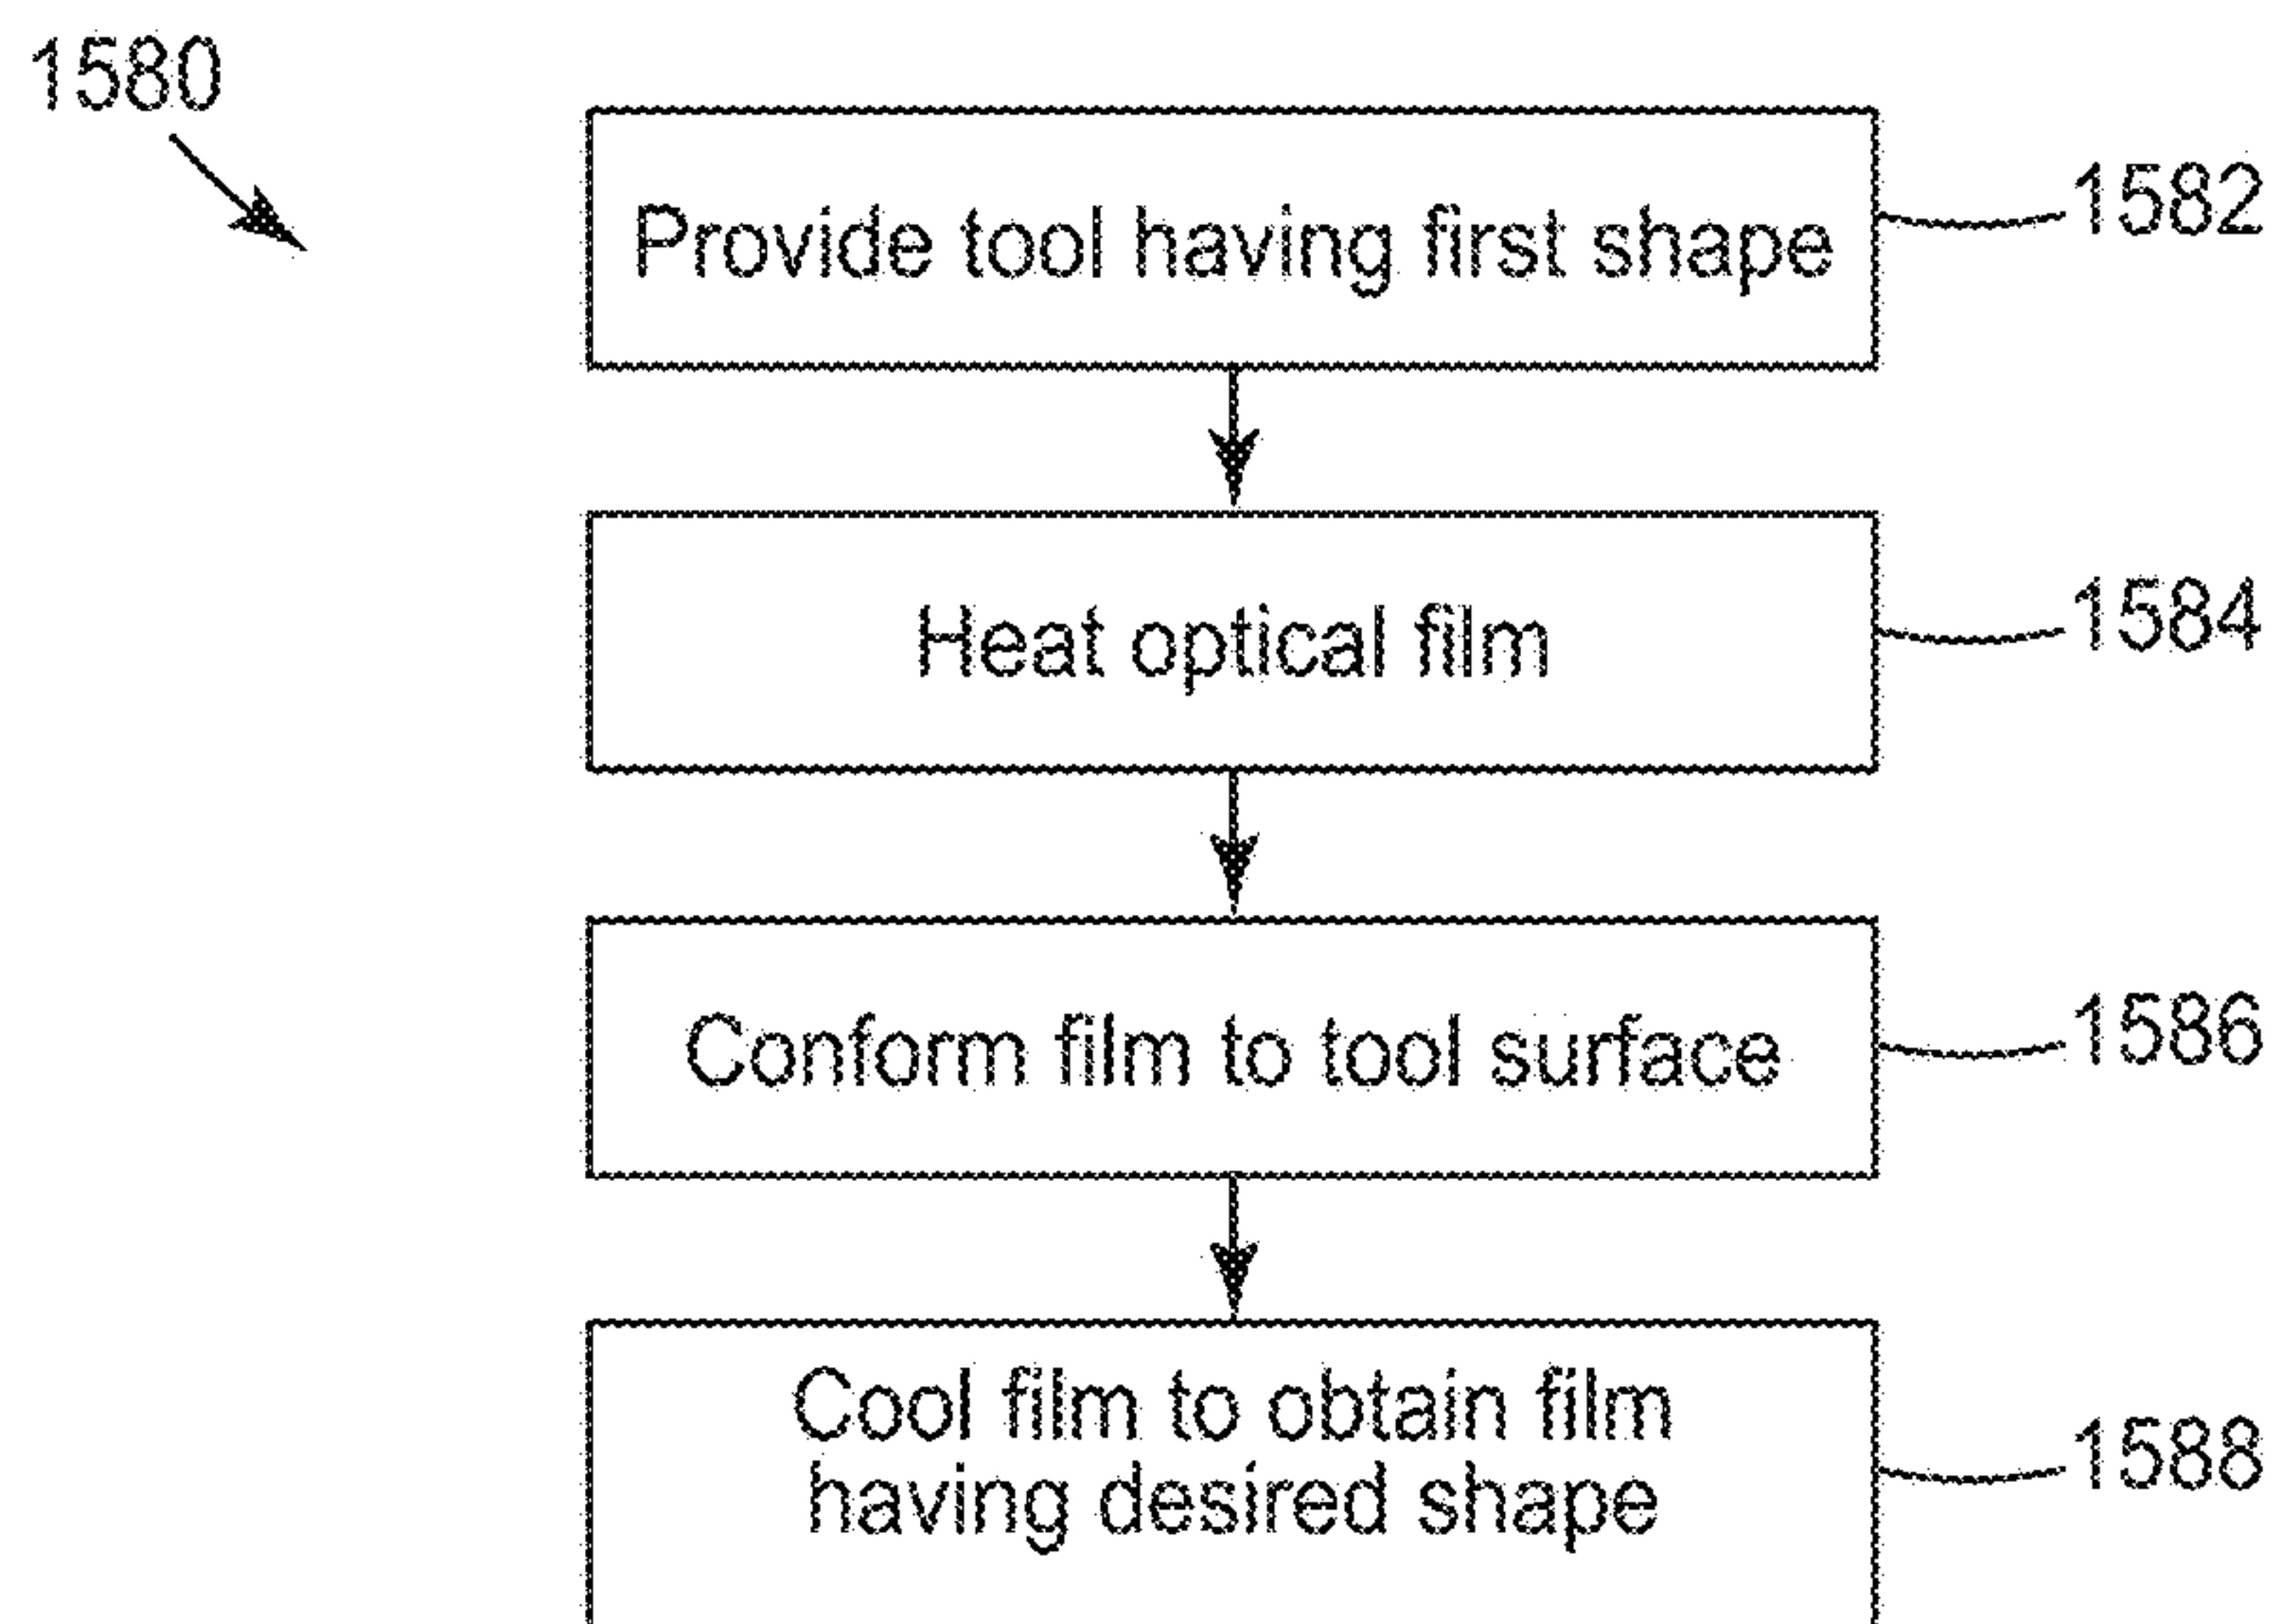 1580
Provide tool having first shape
1582
Heat optical film
1584
Conform film to tool surface
1586
Cool film to obtain film
having desired shape
1588